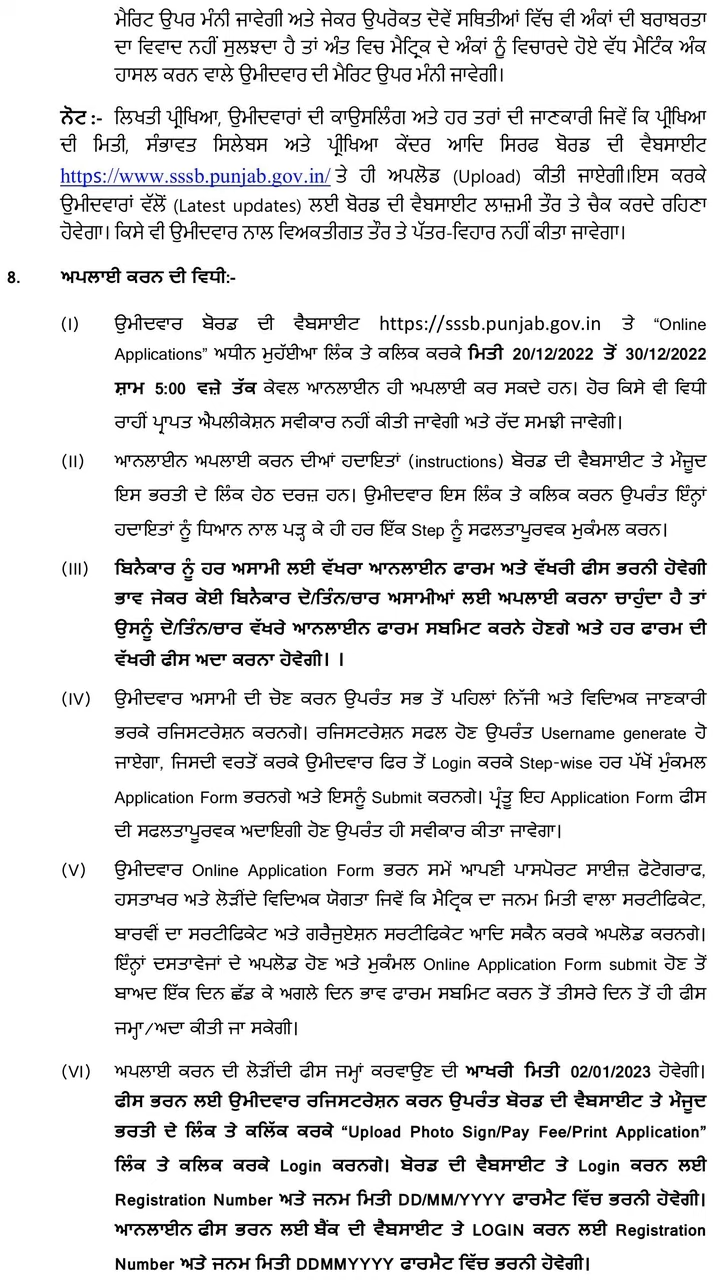 ਮੈਰਿਟ ਉਪਰ ਮੰਨੀ ਜਾਵੇਗੀ ਅਤੇ ਜੇਕਰ ਉਪਰੋਕਤ ਦੋਵੇਂ ਸਥਿਤੀਆਂ ਵਿੱਚ ਵੀ ਅੰਕਾਂ ਦੀ ਬਰਾਬਰਤਾ
ਦਾ ਵਿਵਾਦ ਨਹੀਂ ਸੁਲਝਦਾ ਹੈ ਤਾਂ ਅੰਤ ਵਿਚ ਮੈਟ੍ਰਿਕ ਦੇ ਅੰਕਾਂ ਨੂੰ ਵਿਚਾਰਦੇ ਹੋਏ ਵੱਧ ਮੈਟਿੰਕ ਅੰਕ
ਹਾਸਲ ਕਰਨ ਵਾਲੇ ਉਮੀਦਵਾਰ ਦੀ ਮੈਰਿਟ ਉਪਰ ਮੰਨੀ ਜਾਵੇਗੀ।
ਨੋਟ :- ਲਿਖਤੀ ਪ੍ਰੀਖਿਆ, ਉਮੀਦਵਾਰਾਂ ਦੀ ਕਾਉਸਲਿੰਗ ਅਤੇ ਹਰ ਤਰਾਂ ਦੀ ਜਾਣਕਾਰੀ ਜਿਵੇਂ ਕਿ ਪ੍ਰੀਖਿਆ
ਦੀ ਮਿਤੀ, ਸੰਭਾਵਤ ਸਿਲੇਬਸ ਅਤੇ ਪ੍ਰੀਖਿਆ ਕੇਂਦਰ ਆਦਿ ਸਿਰਫ ਬੋਰਡ ਦੀ ਵੈਬਸਾਈਟ
https://www.sssb.punjab.gov.in/ ਤੇ ਹੀ ਅਪਲੋਡ (Upload) ਕੀਤੀ ਜਾਏਗੀ।ਇਸ ਕਰਕੇ
ਉਮੀਦਵਾਰਾਂ ਵੱਲੋਂ (Latest updates) ਲਈ ਬੋਰਡ ਦੀ ਵੈਬਸਾਈਟ ਲਾਜ਼ਮੀ ਤੌਰ ਤੇ ਚੈਕ ਕਰਦੇ ਰਹਿਣਾ
ਹੋਵੇਗਾ। ਕਿਸੇ ਵੀ ਉਮੀਦਵਾਰ ਨਾਲ ਵਿਅਕਤੀਗਤ ਤੌਰ ਤੇ ਪੱਤਰ-ਵਿਹਾਰ ਨਹੀਂ ਕੀਤਾ ਜਾਵੇਗਾ।
8. ਅਪਲਾਈ ਕਰਨ ਦੀ ਵਿਧੀ:-
(I) ਉਮੀਦਵਾਰ ਬੋਰਡ ਦੀ ਵੈਬਸਾਈਟ https://sssb.punjab.gov.in ਤੇ “Online
Applications” ਅਧੀਨ ਮੁਹੱਈਆ ਲਿੰਕ ਤੇ ਕਲਿਕ ਕਰਕੇ ਮਿਤੀ 20/12/2022 ਤੋਂ 30/12/2022
ਸ਼ਾਮ 5:00 ਵਜ਼ੇ ਤੱਕ ਕੇਵਲ ਆਨਲਾਈਨ ਹੀ ਅਪਲਾਈ ਕਰ ਸਕਦੇ ਹਨ। ਹੋਰ ਕਿਸੇ ਵੀ ਵਿਧੀ
ਰਾਹੀਂ ਪ੍ਰਾਪਤ ਐਪਲੀਕੇਸ਼ਨ ਸਵੀਕਾਰ ਨਹੀਂ ਕੀਤੀ ਜਾਵੇਗੀ ਅਤੇ ਰੱਦ ਸਮਝੀ ਜਾਵੇਗੀ।
(II) ਆਨਲਾਈਨ ਅਪਲਾਈ ਕਰਨ ਦੀਆਂ ਹਦਾਇਤਾਂ (instructions) ਬੋਰਡ ਦੀ ਵੈਬਸਾਈਟ ਤੇ ਮੌਜ਼ੂਦ
ਇਸ ਭਰਤੀ ਦੇ ਲਿੰਕ ਹੇਠ ਦਰਜ਼ ਹਨ। ਉਮੀਦਵਾਰ ਇਸ ਲਿੰਕ ਤੇ ਕਲਿਕ ਕਰਨ ਉਪਰੰਤ ਇੰਨ੍ਹਾਂ
ਹਦਾਇਤਾਂ ਨੂੰ ਧਿਆਨ ਨਾਲ ਪੜ੍ਹ ਕੇ ਹੀ ਹਰ ਇੱਕ Step ਨੂੰ ਸਫਲਤਾਪੂਰਵਕ ਮੁਕੰਮਲ ਕਰਨ।
(III) ਬਿਨੈਕਾਰ ਨੂੰ ਹਰ ਅਸਾਮੀ ਲਈ ਵੱਖਰਾ ਆਨਲਾਈਨ ਫਾਰਮ ਅਤੇ ਵੱਖਰੀ ਫੀਸ ਭਰਨੀ ਹੋਵੇਗੀ
ਭਾਵ ਜੇਕਰ ਕੋਈ ਬਿਨੈਕਾਰ ਦੋ/ਤਿੰਨ/ਚਾਰ ਅਸਾਮੀਆਂ ਲਈ ਅਪਲਾਈ ਕਰਨਾ ਚਾਹੁੰਦਾ ਹੈ ਤਾਂ
ਉਸਨੂੰ ਦੋ/ਤਿੰਨ/ਚਾਰ ਵੱਖਰੇ ਆਨਲਾਈਨ ਫਾਰਮ ਸਬਮਿਟ ਕਰਨੇ ਹੋਣਗੇ ਅਤੇ ਹਰ ਫਾਰਮ ਦੀ
ਵੱਖਰੀ ਫੀਸ ਅਦਾ ਕਰਨਾ ਹੋਵੇਗੀ। ।
(IV) ਉਮੀਦਵਾਰ ਅਸਾਮੀ ਦੀ ਚੋਣ ਕਰਨ ਉਪਰੰਤ ਸਭ ਤੋਂ ਪਹਿਲਾਂ ਨਿੱਜੀ ਅਤੇ ਵਿਦਿਅਕ ਜਾਣਕਾਰੀ
ਭਰਕੇ ਰਜਿਸਟਰੇਸ਼ਨ ਕਰਨਗੇ। ਰਜਿਸਟਰੇਸ਼ਨ ਸਫਲ ਹੋਣ ਉਪਰੰਤ Username generate ਹੋ
ਜਾਏਗਾ, ਜਿਸਦੀ ਵਰਤੋਂ ਕਰਕੇ ਉਮੀਦਵਾਰ ਫਿਰ ਤੋਂ Login ਕਰਕੇ Step-wise ਹਰ ਪੱਖੋਂ ਮੁੰਕਮਲ
Application Form ਭਰਨਗੇ ਅਤੇ ਇਸਨੂੰ Submit ਕਰਨਗੇ। ਪ੍ਰੰਤੂ ਇਹ Application Form ਫੀਸ
ਦੀ ਸਫਲਤਾਪੂਰਵਕ ਅਦਾਇਗੀ ਹੋਣ ਉਪਰੰਤ ਹੀ ਸਵੀਕਾਰ ਕੀਤਾ ਜਾਵੇਗਾ।
(V) ਉਮੀਦਵਾਰ Online Application Form ਭਰਨ ਸਮੇਂ ਆਪਣੀ ਪਾਸਪੋਰਟ ਸਾਈਜ਼ ਫੋਟੋਗਰਾਫ,
ਹਸਤਾਖਰ ਅਤੇ ਲੋੜੀਂਦੇ ਵਿਦਿਅਕ ਯੋਗਤਾ ਜਿਵੇਂ ਕਿ ਮੈਟ੍ਰਿਕ ਦਾ ਜਨਮ ਮਿਤੀ ਵਾਲਾ ਸਰਟੀਫਿਕੇਟ,
ਬਾਰਵੀਂ ਦਾ ਸਰਟੀਫਿਕੇਟ ਅਤੇ ਗਰੈਜੁਏਸ਼ਨ ਸਰਟੀਫਿਕੇਟ ਆਦਿ ਸਕੈਨ ਕਰਕੇ ਅਪਲੋਡ ਕਰਨਗੇ।
ਇੰਨ੍ਹਾਂ ਦਸਤਾਵੇਜਾਂ ਦੇ ਅਪਲੋਡ ਹੋਣ ਅਤੇ ਮੁਕੰਮਲ Online Application Form submit ਹੋਣ ਤੋਂ
ਬਾਅਦ ਇੱਕ ਦਿਨ ਛੱਡ ਕੇ ਅਗਲੇ ਦਿਨ ਭਾਵ ਫਾਰਮ ਸਬਮਿਟ ਕਰਨ ਤੋਂ ਤੀਸਰੇ ਦਿਨ ਤੋਂ ਹੀ ਫੀਸ
ਜਮ੍ਹਾ/ਅਦਾ ਕੀਤੀ ਜਾ ਸਕੇਗੀ।
(VI) ਅਪਲਾਈ ਕਰਨ ਦੀ ਲੋੜੀਂਦੀ ਫੀਸ ਜਮ੍ਹਾਂ ਕਰਵਾਉਣ ਦੀ ਆਖਰੀ ਮਿਤੀ 02/01/2023 ਹੋਵੇਗੀ।
ਫੀਸ ਭਰਨ ਲਈ ਉਮੀਦਵਾਰ ਰਜਿਸਟਰੇਸ਼ਨ ਕਰਨ ਉਪਰੰਤ ਬੋਰਡ ਦੀ ਵੈਬਸਾਈਟ ਤੇ ਮੌਜੂਦ
ਭਰਤੀ ਦੇ ਲਿੰਕ ਤੇ ਕਲਿੱਕ ਕਰਕੇ “Upload Photo Sign/Pay Fee/Print Application”
ਲਿੰਕ ਤੇ ਕਲਿਕ ਕਰਕੇ Login ਕਰਨਗੇ। ਬੋਰਡ ਦੀ ਵੈਬਸਾਈਟ ਤੇ Login ਕਰਨ ਲਈ
Registration Number ਅਤੇ ਜਨਮ ਮਿਤੀ DD/MM/YYYY ਫਾਰਮੈਟ ਵਿੱਚ ਭਰਨੀ ਹੋਵੇਗੀ।
ਆਨਲਾਈਨ ਫੀਸ ਭਰਨ ਲਈ ਬੈਂਕ ਦੀ ਵੈਬਸਾਈਟ ਤੇ LOGIN ਕਰਨ ਲਈ Registration
Number ਅਤੇ ਜਨਮ ਮਿਤੀ DDMMYYYY ਫਾਰਮੈਟ ਵਿੱਚ ਭਰਨੀ ਹੋਵੇਗੀ।